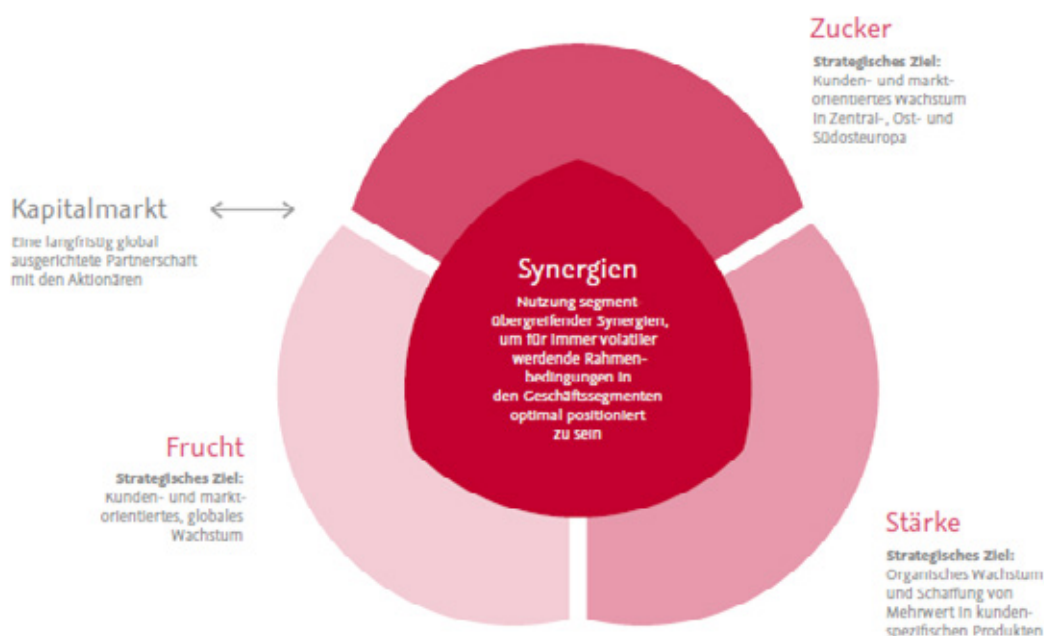 Zucker
Strategisches Ziel:
Kunden- und markt-
orientiertes Wachstum
in Zentral-, Ost- und
Südosteuropa
Kapitalmarkt
Eine langfristig global
ausgerichtete Partnerschaft
mit den Aktionären
Synergien
Nutzung segment
übergreifender Synergien,
um für immer volatiler
werdende Rahmen-
bedingungen in
den Geschäftssegmenten
optimal positioniert
zu sein
Frucht
Strategisches Ziel:
Kunden- und markt-
orientiertes, globales
Wachstum
Stärke
Strategisches Ziel:
Organisches Wachstum
und Schaffung von
Mehrwert in kunden-
spezifischen Produkten